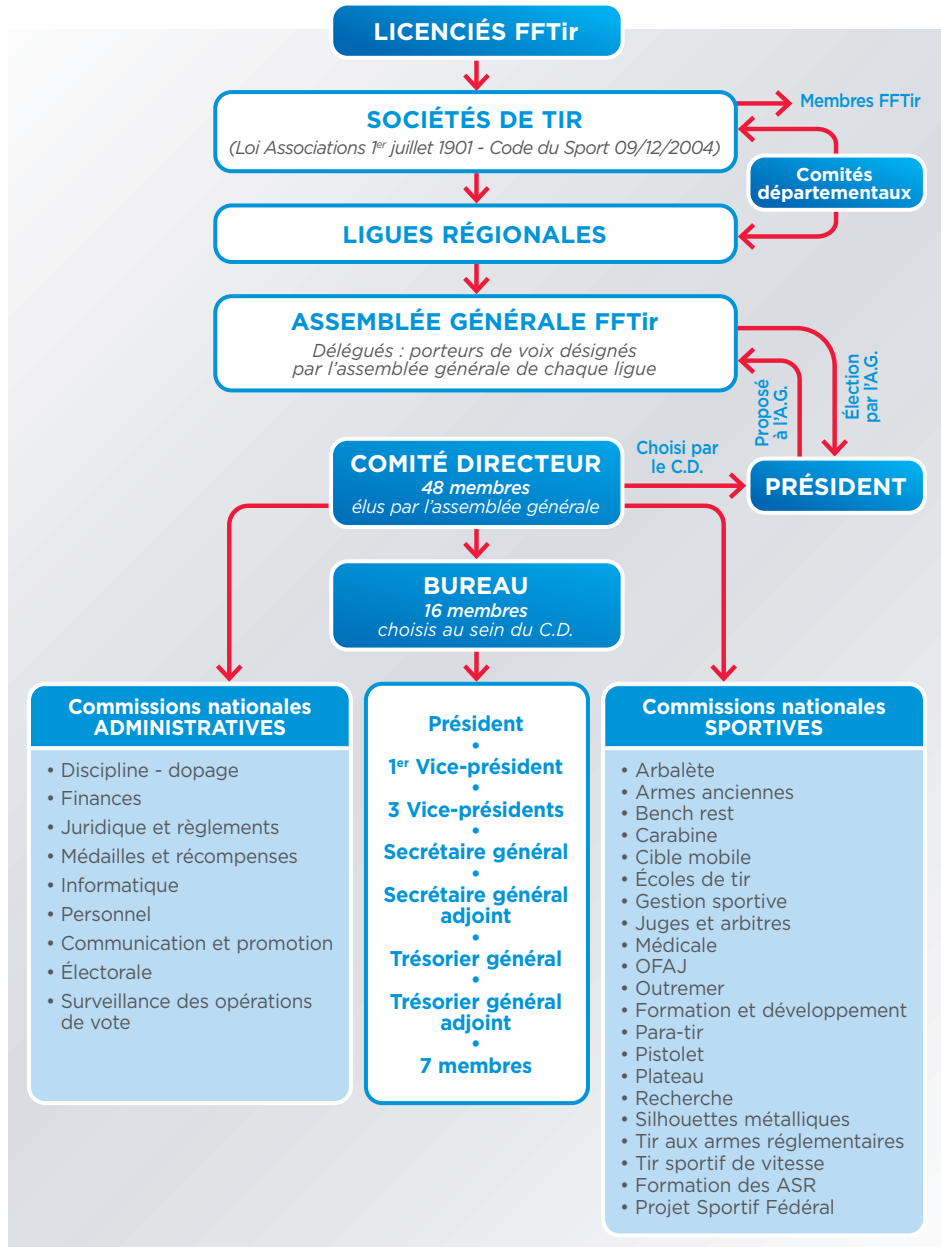 LICENCIÉS FFTir
SOCIÉTÉS DE TIR
(Loi Associations 1er juillet 1901 - Code du Sport 09/12/2004)
Membres FFTir
Comités
départementaux
LIGUES RÉGIONALES
ASSEMBLÉE GÉNÉRALE FFTir
Délégués : porteurs de voix désignés
par l'assemblée générale de chaque ligue
Proposé
à l'A.G.
Élection
par l'A.G.
COMITÉ DIRECTEUR
48 membres
élus par l'assemblée générale
Choisi par
le C.D.
PRÉSIDENT
BUREAU
16 membres
choisis au sein du C.D.
Commissions nationales
ADMINISTRATIVES
• Discipline - dopage
• Finances
• Juridique et règlements
• Médailles et récompenses
• Informatique
• Personnel
• Communication et promotion
• Électorale
• Surveillance des opérations
de vote
Président
•
1er Vice-président
•
3 Vice-présidents
•
Secrétaire général
•
Secrétaire général
adjoint
•
Trésorier général
•
Trésorier général
adjoint
•
7 membres
Commissions nationales
SPORTIVES
• Arbalète
• Armes anciennes
• Bench rest
• Carabine
• Cible mobile
• Écoles de tir
• Gestion sportive
• Juges et arbitres
• Médicale
• OFAJ
• Outremer
• Formation et développement
• Para-tir
• Pistolet
• Plateau
• Recherche
• Silhouettes métalliques
• Tir aux armes réglementaires
• Tir sportif de vitesse
• Formation des ASR
• Projet Sportif Fédéral